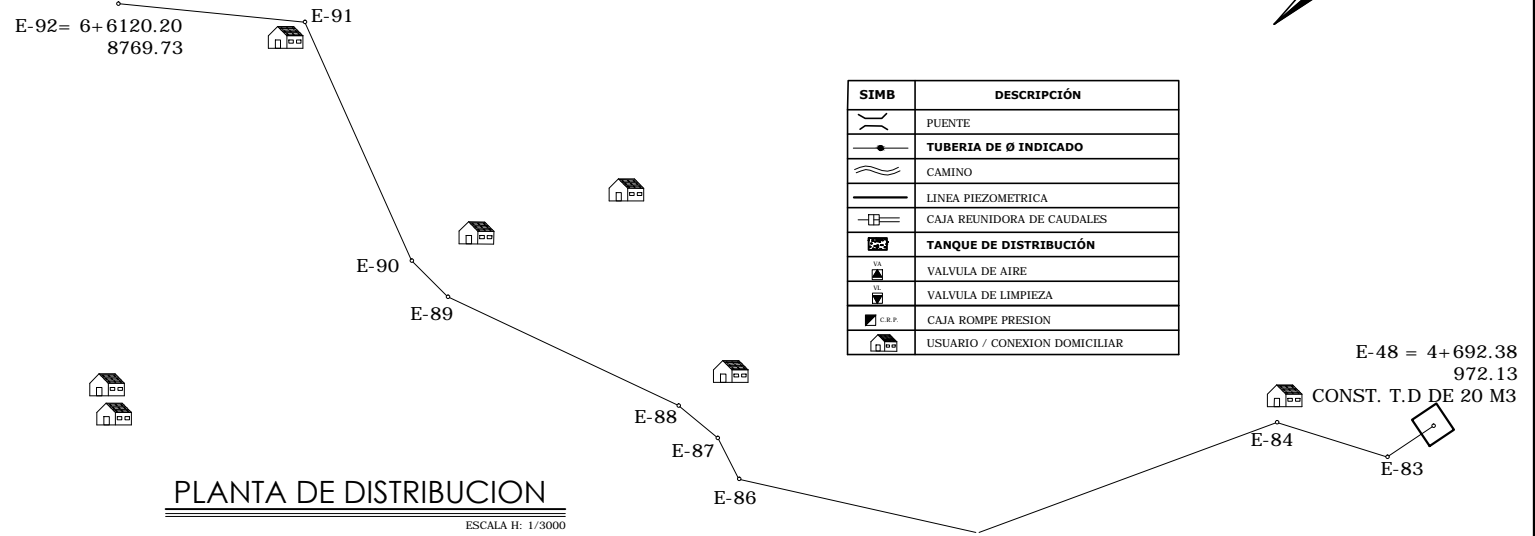 E-91
E-92= 6+6120.20
8769.73
SIMB DESCRIPCIÓN
PUENTE
TUBERIA DE Ø INDICADO
CAMINO
LINEA PIEZOMETRICA
CAJA REUNIDORA DE CAUDALES
TANQUE DE DISTRIBUCIÓN
VA VALVULA DE AIRE
VL VALVULA DE LIMPIEZA
C.R.P. CAJA ROMPE PRESION
USUARIO / CONEXION DOMICILIAR
E-90
E-89
E-48 = 4+692.38
972.13
CONST. T.D DE 20 M3
E-88
E-87
E-84
E-83
E-86
PLANTA DE DISTRIBUCION
ESCALA H: 1/3000